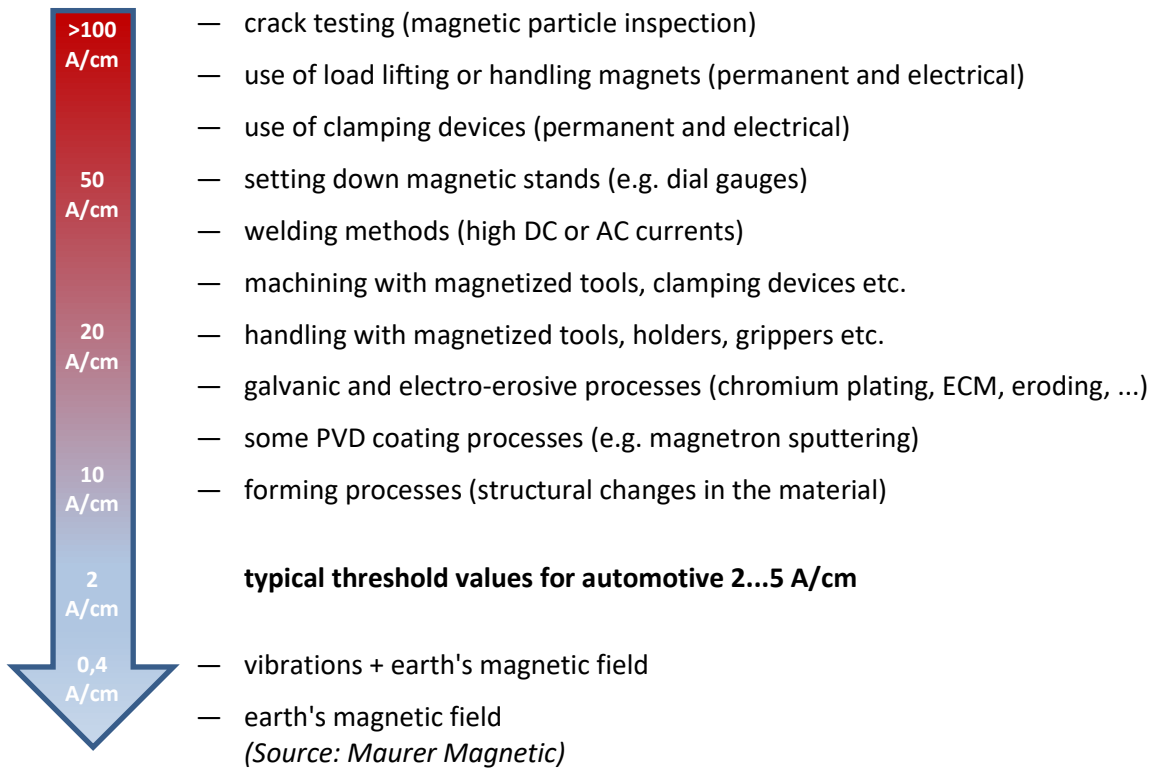 >100
A/cm
— crack testing (magnetic particle inspection)
— use of load lifting or handling magnets (permanent and electrical)
— use of clamping devices (permanent and electrical)
50
A/cm
— setting down magnetic stands (e.g. dial gauges)
— welding methods (high DC or AC currents)
— machining with magnetized tools, clamping devices etc.
20
A/cm
— handling with magnetized tools, holders, grippers etc.
— galvanic and electro-erosive processes (chromium plating, ECM, eroding, ...)
— some PVD coating processes (e.g. magnetron sputtering)
10
A/cm
— forming processes (structural changes in the material)
2
A/cm
typical threshold values for automotive 2...5 A/cm
0,4
A/cm
— vibrations + earth's magnetic field
— earth's magnetic field
(Source: Maurer Magnetic)